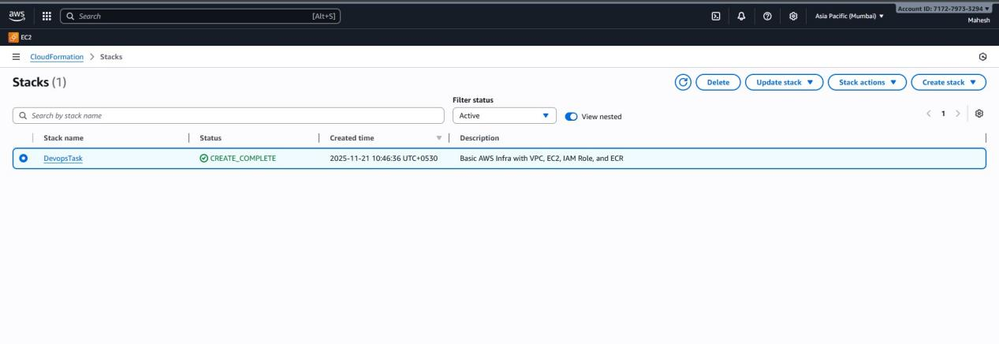 aws
Search [Alt+S]
Asia Pacific (Mumbai)
Account ID: 7172-7973-3294
Mahesh
EC2
CloudFormation > Stacks
Stacks (1)
Delete
Update stack
Stack actions
Create stack
Search by stack name
Filter status
Active
View nested
1
Stack name Status Created time Description
DevopsTask CREATE_COMPLETE 2025-11-21 10:46:36 UTC+0530 Basic AWS Infra with VPC, EC2, IAM Role, and ECR